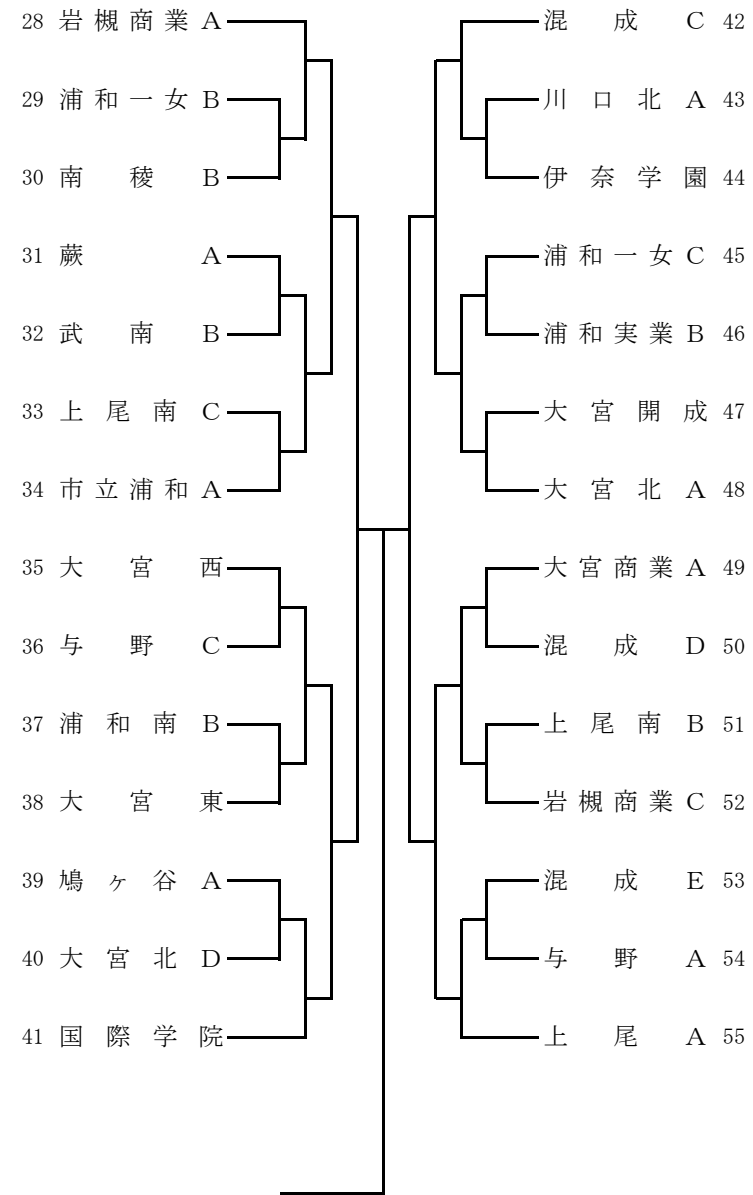 28 岩槻商業 A
29 浦和一女 B
30 南稜 B
31 蕨 A
32 武南 B
33 上尾南 C
34 市立浦和 A
35 大宮西
36 与野 C
37 浦和南 B
38 大宮東
39 鳩ヶ谷 A
40 大宮北 D
41 国際学院
混成 C 42
川口北 A 43
伊奈学園 44
浦和一女 C 45
浦和実業 B 46
大宮開成 47
大宮北 A 48
大宮商業 A 49
混成 D 50
上尾南 B 51
岩槻商業 C 52
混成 E 53
与野 A 54
上尾 A 55